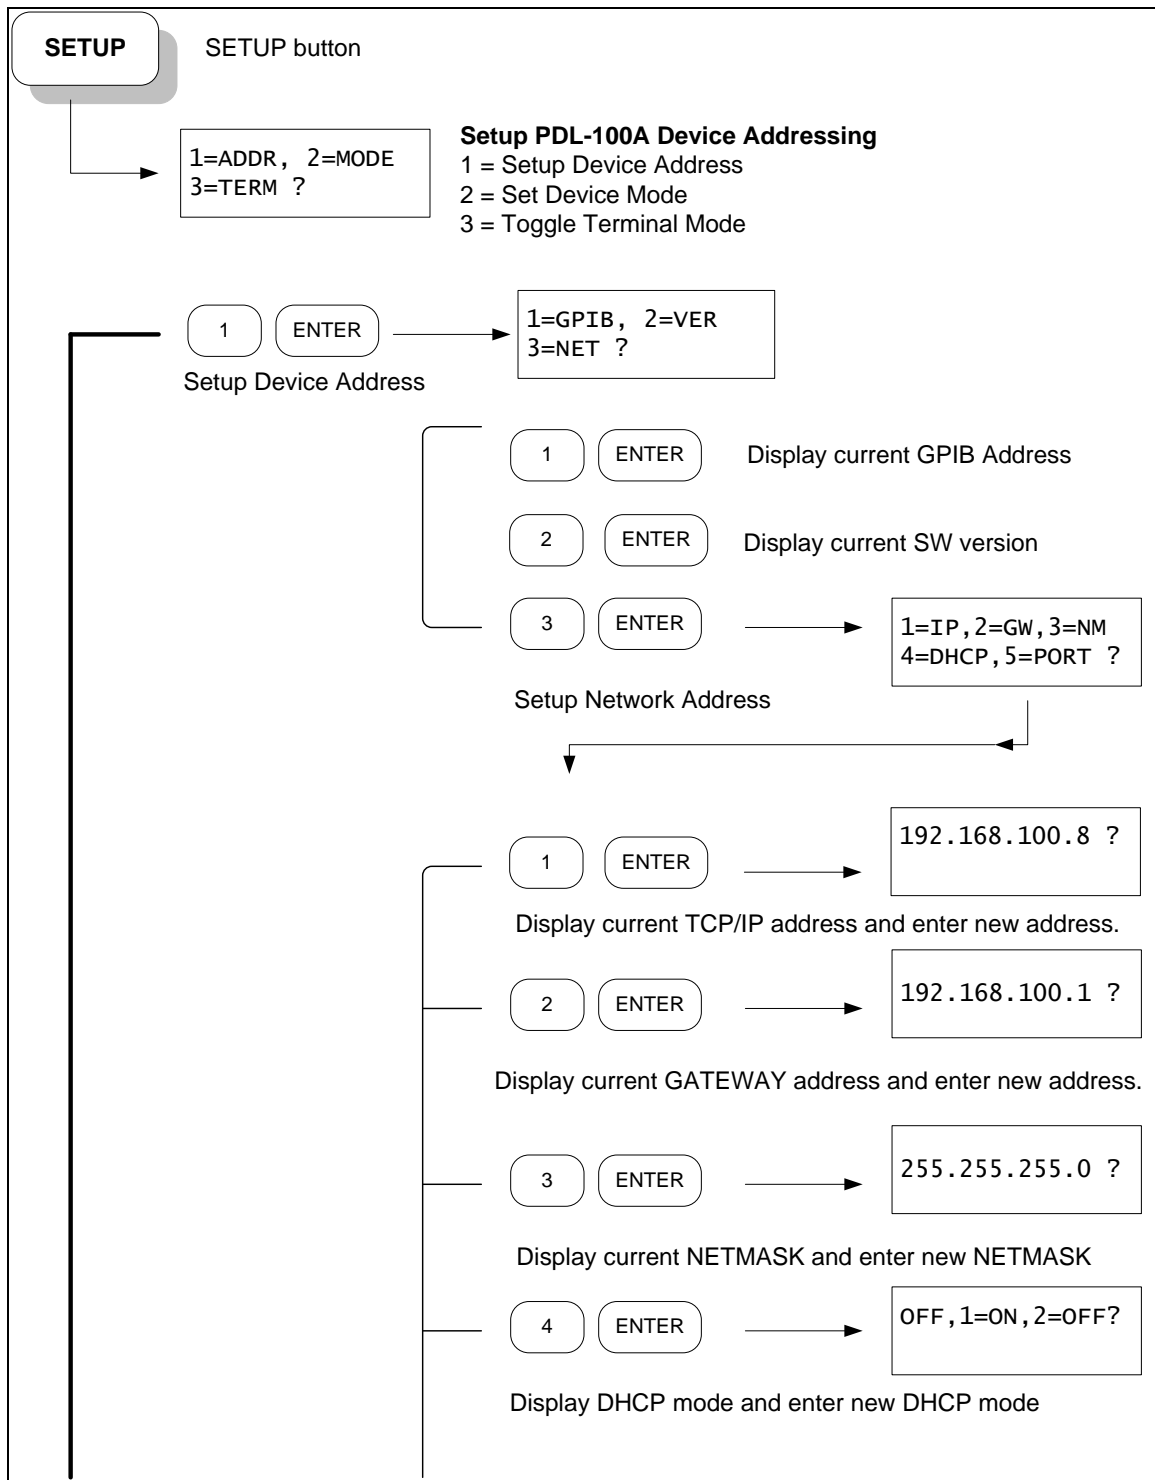 SETUP
SETUP button
1=ADDR, 2=MODE
3=TERM ?
Setup PDL-100A Device Addressing
1 = Setup Device Address
2 = Set Device Mode
3 = Toggle Terminal Mode
1 ENTER
1=GPIB, 2=VER
3=NET ?
Setup Device Address
1 ENTER Display current GPIB Address
2 ENTER Display current SW version
3 ENTER
1=IP,2=GW,3=NM
4=DHCP,5=PORT ?
Setup Network Address
1 ENTER
192.168.100.8 ?
Display current TCP/IP address and enter new address.
2 ENTER
192.168.100.1 ?
Display current GATEWAY address and enter new address.
3 ENTER
255.255.255.0 ?
Display current NETMASK and enter new NETMASK
4 ENTER
OFF,1=ON,2=OFF?
Display DHCP mode and enter new DHCP mode